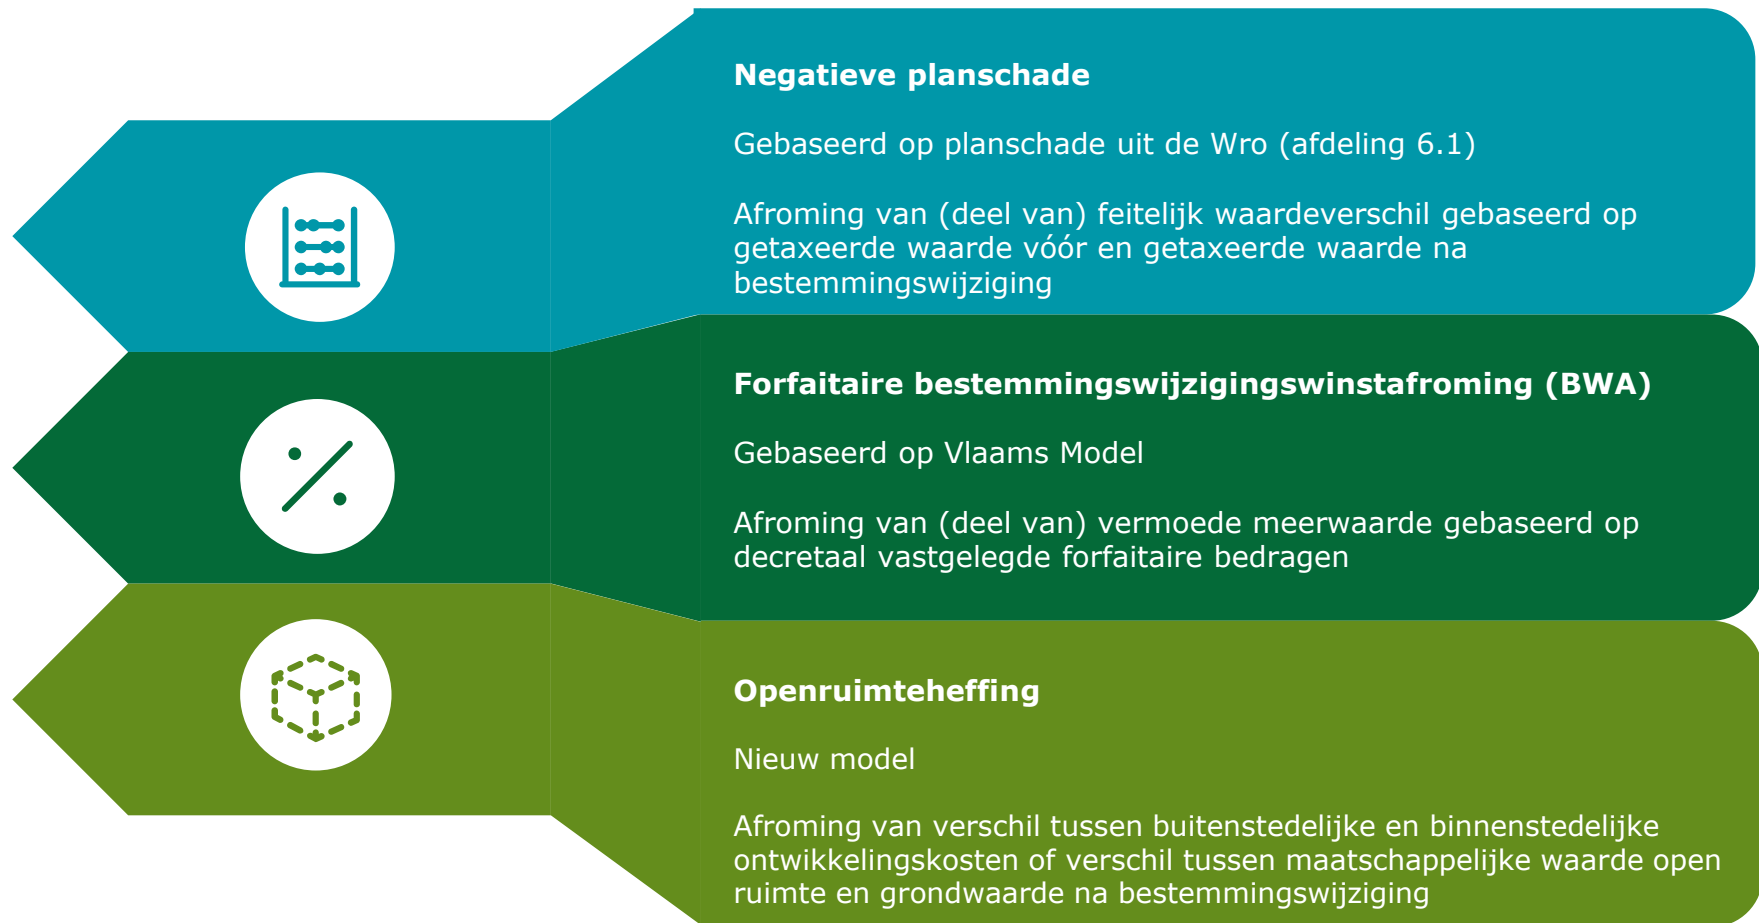 Negatieve planschade
Gebaseerd op planschade uit de Wro (afdeling 6.1)
Afroming van (deel van) feitelijk waardeverschil gebaseerd op
getaxeerde waarde vóór en getaxeerde waarde na
bestemmingswijziging
Forfaitaire bestemmingswijzigingswinstafroming (BWA)
Gebaseerd op Vlaams Model
Afroming van (deel van) vermoede meerwaarde gebaseerd op
decretaal vastgelegde forfaitaire bedragen
Openruimteheffing
Nieuw model
Afroming van verschil tussen buitenstedelijke en binnenstedelijke
ontwikkelingskosten of verschil tussen maatschappelijke waarde open
ruimte en grondwaarde na bestemmingswijziging